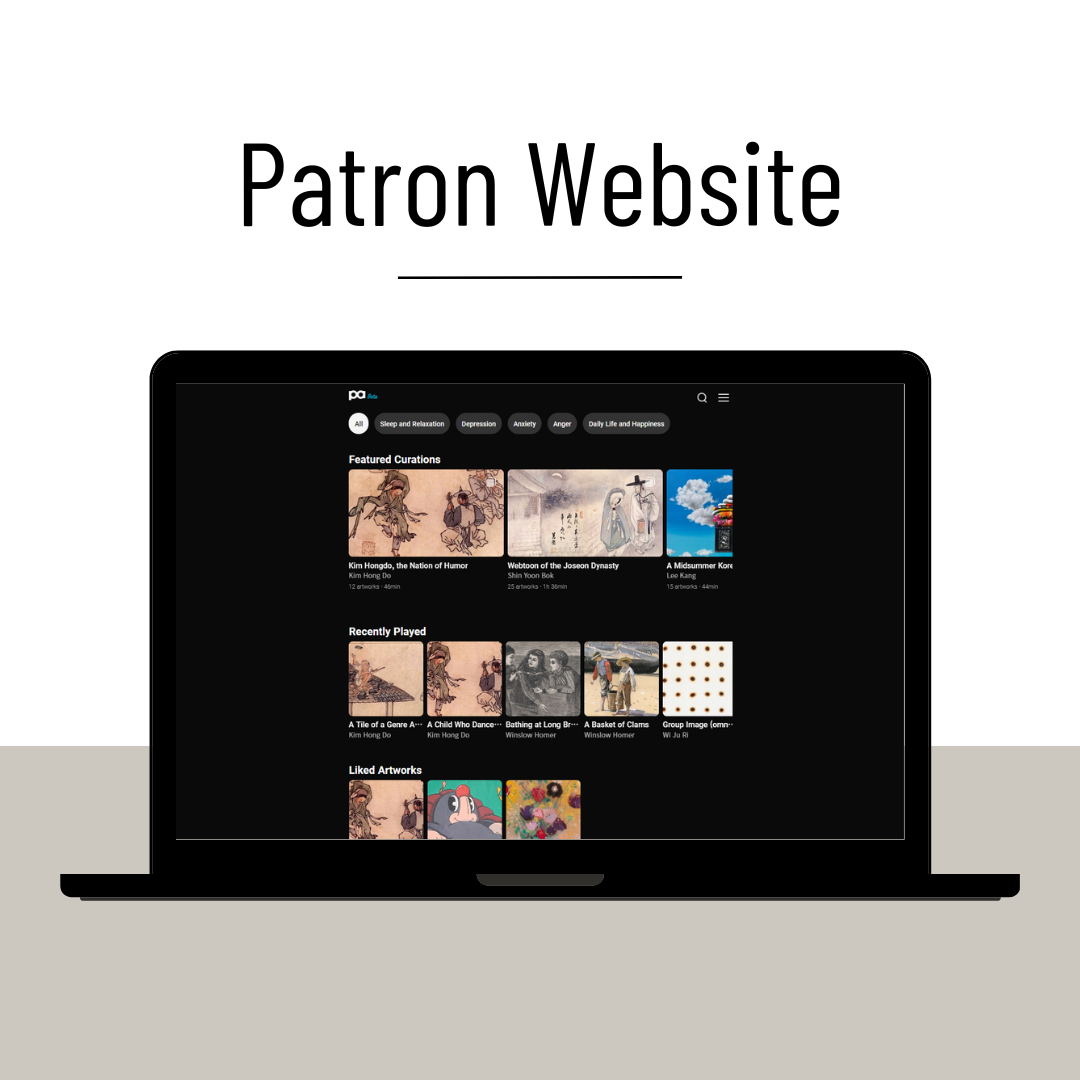 Patron Website
pa Beta
All Sleep and Relaxation Depression Anxiety Anger Daily Life and Happiness
Featured Curations
Kim Hongdo, the Nation of Humor Webtoon of the Joseon Dynasty A Midsummer Kore
Kim Hong Do Shin Yoon Bok Lee Kang
12 artworks · 46min 25 artworks · 1h 36min 15 artworks · 44min
Recently Played
A Tile of a Genre A··· A Child Who Dance··· Bathing at Long Br··· A Basket of Clams Group Image (omn··
Kim Hong Do Kim Hong Do Winslow Homer Winslow Homer Wi Ju Ri
Liked Artworks